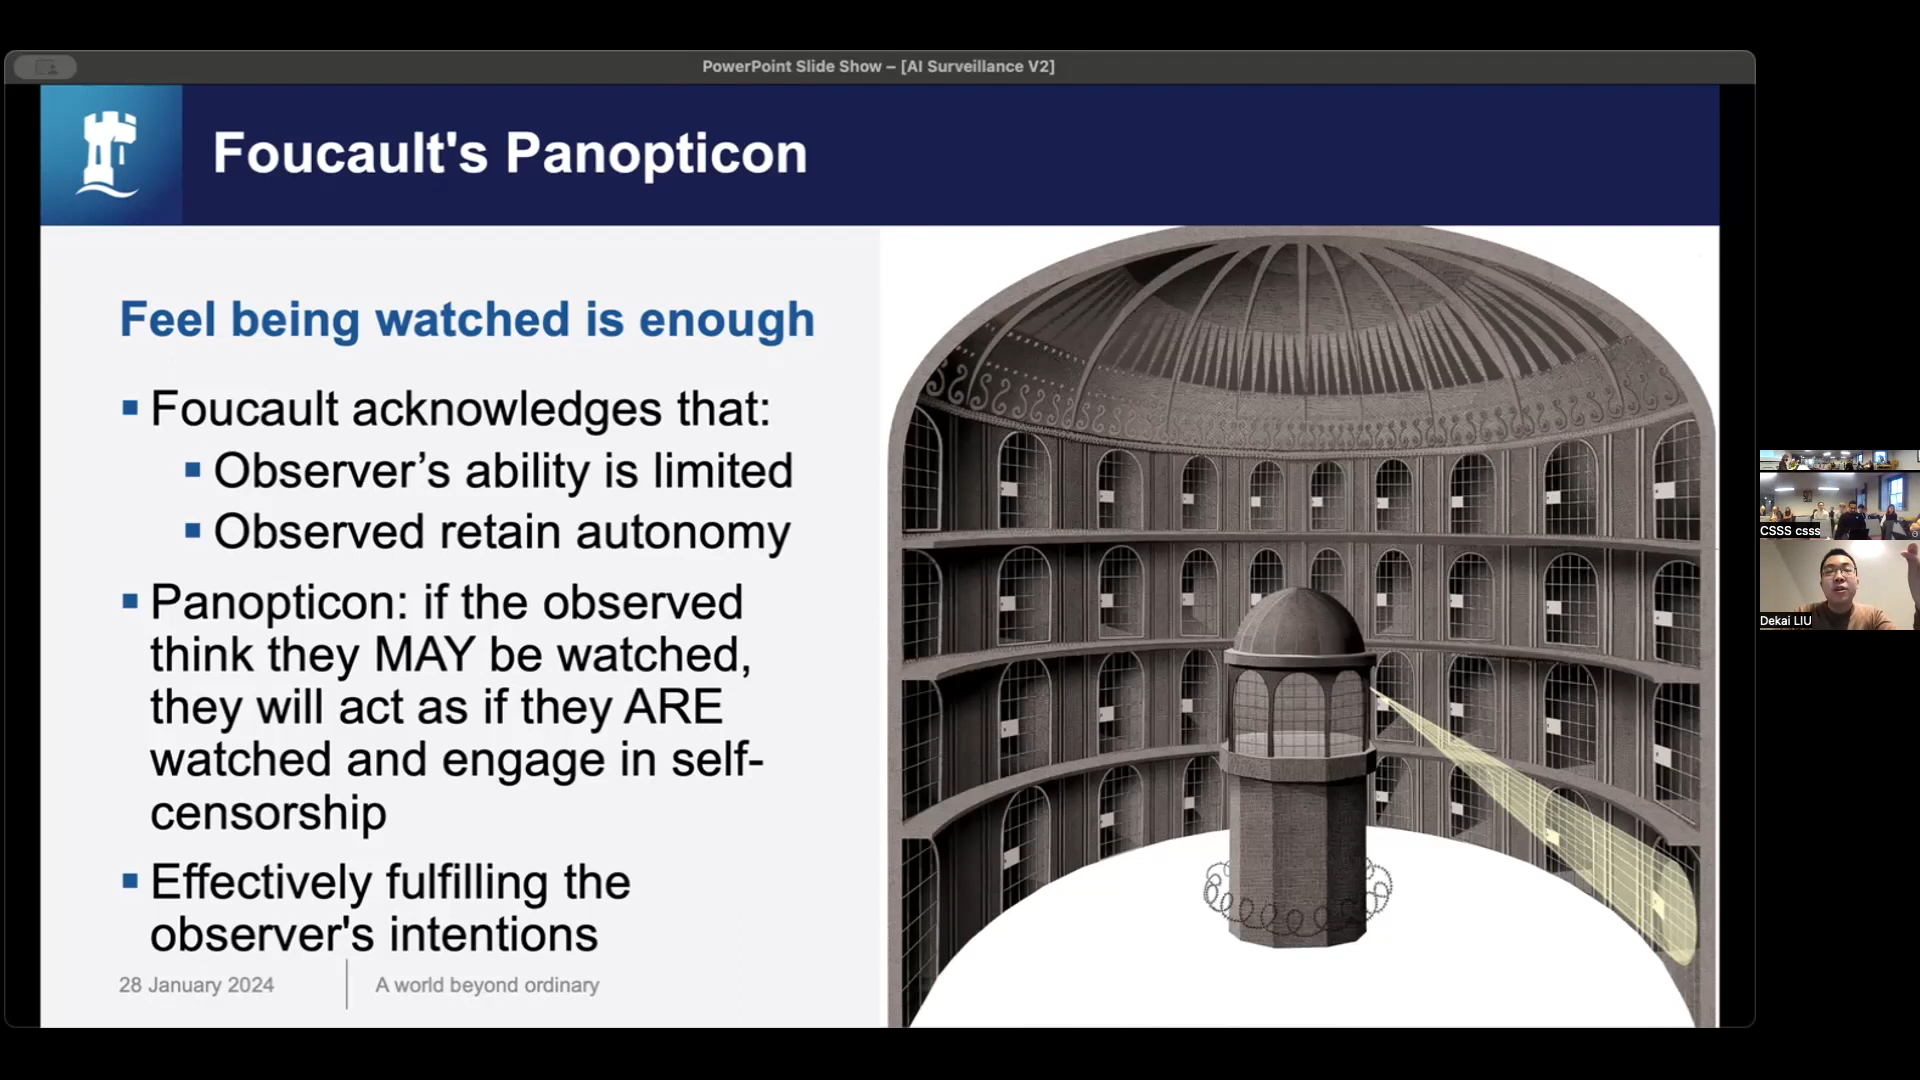 PowerPoint Slide Show – [AI Surveillance V2]
Foucault's Panopticon
Feel being watched is enough
Foucault acknowledges that:
Observer’s ability is limited
Observed retain autonomy
Panopticon: if the observed
think they MAY be watched,
they will act as if they ARE
watched and engage in self-
censorship
Effectively fulfilling the
observer's intentions
28 January 2024
A world beyond ordinary
CSSS csss
Dekai LIU